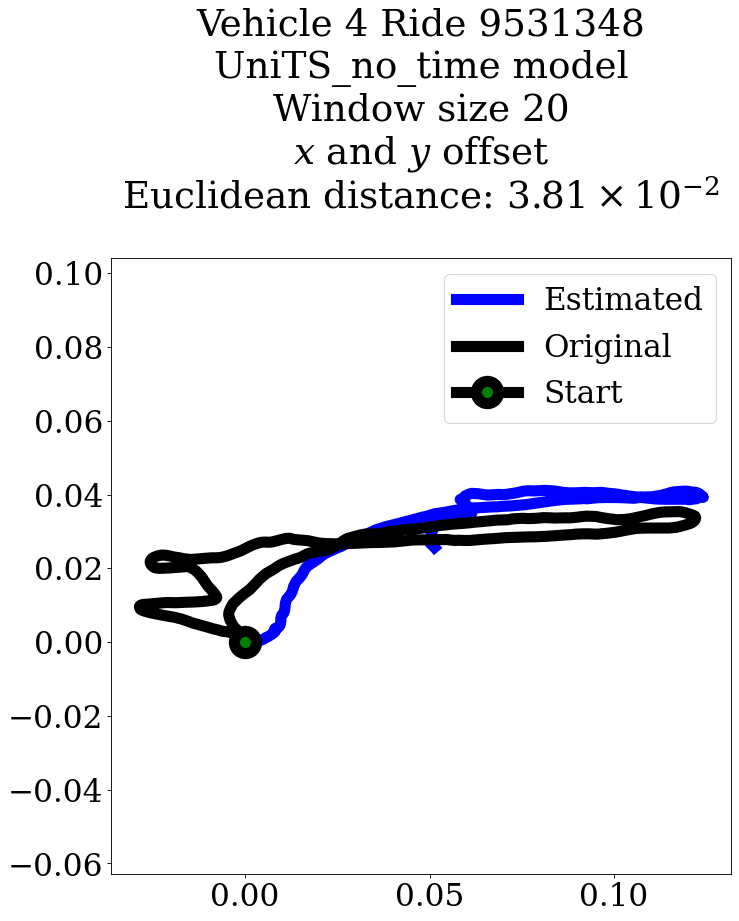 Vehicle 4 Ride 9531348
UniTS_no_time model
Window size 20
x and y offset
Euclidean distance: 3.81 × 10⁻²
0.10
0.08
0.06
0.04
0.02
0.00
−0.02
−0.04
−0.06
Estimated
Original
Start
0.00 0.05 0.10